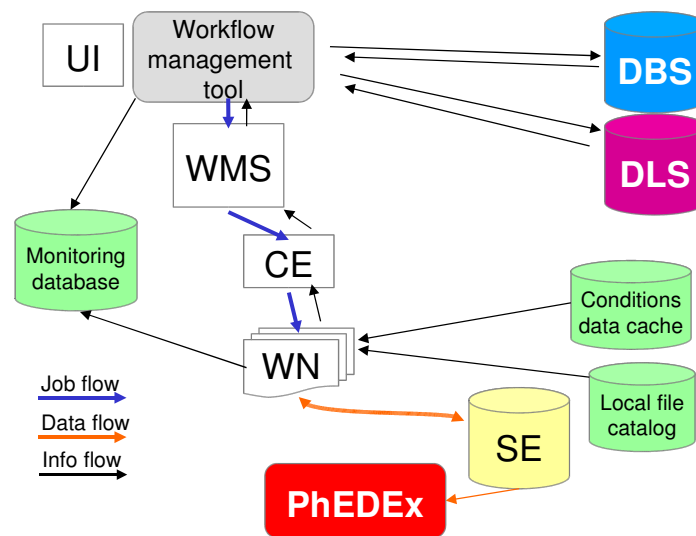 UI
Workflow
management
tool
DBS
DLS
WMS
Monitoring
database
CE
Conditions
data cache
WN
Local file
catalog
Job flow
Data flow
Info flow
SE
PhEDEx